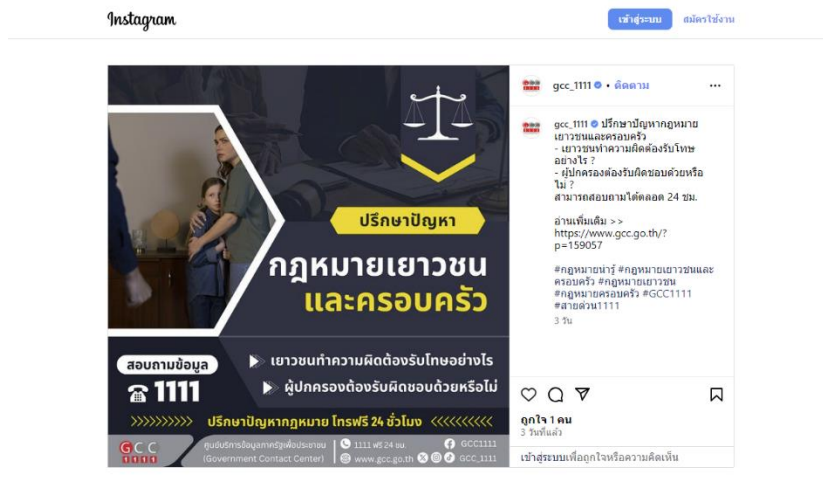 Instagram
เข้าสู่ระบบ
สมัครใช้งาน
ปรึกษาปัญหา
กฎหมายเยาวชน
และครอบครัว
สอบถามข้อมูล
1111
เยาวชนทำความผิดต้องรับโทษอย่างไร
ผู้ปกครองต้องรับผิดชอบด้วยหรือไม่
ปรึกษาปัญหากฎหมาย โทรฟรี 24 ชั่วโมง
GCC
1111
ศูนย์บริการข้อมูลภาครัฐเพื่อประชาชน
(Government Contact Center)
1111 ฟรี 24 ชม.
www.gcc.go.th
GCC1111
GCC_1111
gcc_1111 • ติดตาม
gcc_1111 ปรึกษาปัญหากฎหมาย
เยาวชนและครอบครัว
- เยาวชนทำความผิดต้องรับโทษ
อย่างไร ?
- ผู้ปกครองต้องรับผิดชอบด้วยหรือ
ไม่ ?
สามารถสอบถามได้ตลอด 24 ชม.
อ่านเพิ่มเติม >>
https://www.gcc.go.th/?
p=159057
#กฎหมายน่ารู้ #กฎหมายเยาวชนและ
ครอบครัว #กฎหมายเยาวชน
#กฎหมายครอบครัว #GCC1111
#สายด่วน1111
3 วัน
ถูกใจ 1 คน
3 วันที่แล้ว
เข้าสู่ระบบเพื่อกดถูกใจหรือความคิดเห็น